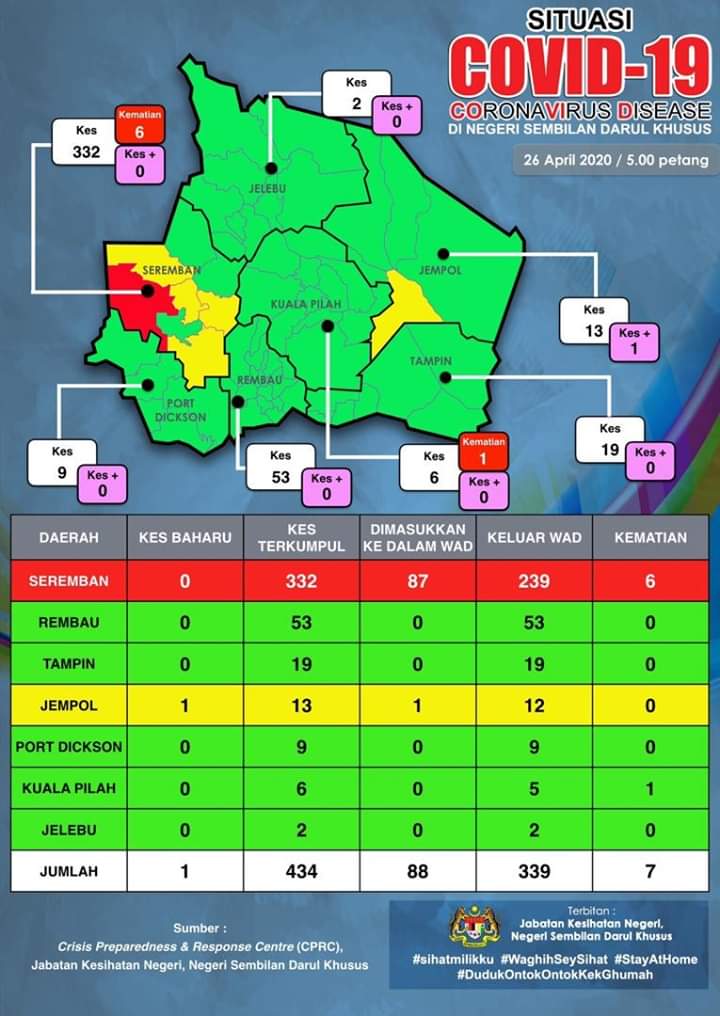 SITUASI
COVID-19
CORONAVIRUS DISEASE
DI NEGERI SEMBILAN DARUL KHUSUS
26 April 2020 / 5.00 petang
Kes
2
Kes +
0
Kes
332
Kematian
6
Kes +
0
JELEBU
SEREMBAN
JEMPOL
KUALA PILAH
Kes
13
Kes +
1
TAMPIN
REMBAU
PORT
DICKSON
Kes
9
Kes +
0
Kes
53
Kes +
0
Kes
6
Kematian
1
Kes +
0
Kes
19
Kes +
0
DAERAH KES BAHARU KES TERKUMPUL DIMASUKKAN KE DALAM WAD KELUAR WAD KEMATIAN
SEREMBAN 0 332 87 239 6
REMBAU 0 53 0 53 0
TAMPIN 0 19 0 19 0
JEMPOL 1 13 1 12 0
PORT DICKSON 0 9 0 9 0
KUALA PILAH 0 6 0 5 1
JELEBU 0 2 0 2 0
JUMLAH 1 434 88 339 7
Sumber :
Crisis Preparedness & Response Centre (CPRC),
Jabatan Kesihatan Negeri, Negeri Sembilan Darul Khusus
Terbitan :
Jabatan Kesihatan Negeri,
Negeri Sembilan Darul Khusus
#sihatmilikku #WaghihSeySihat #StayAtHome
#DudukOntokOntokKekGhumah